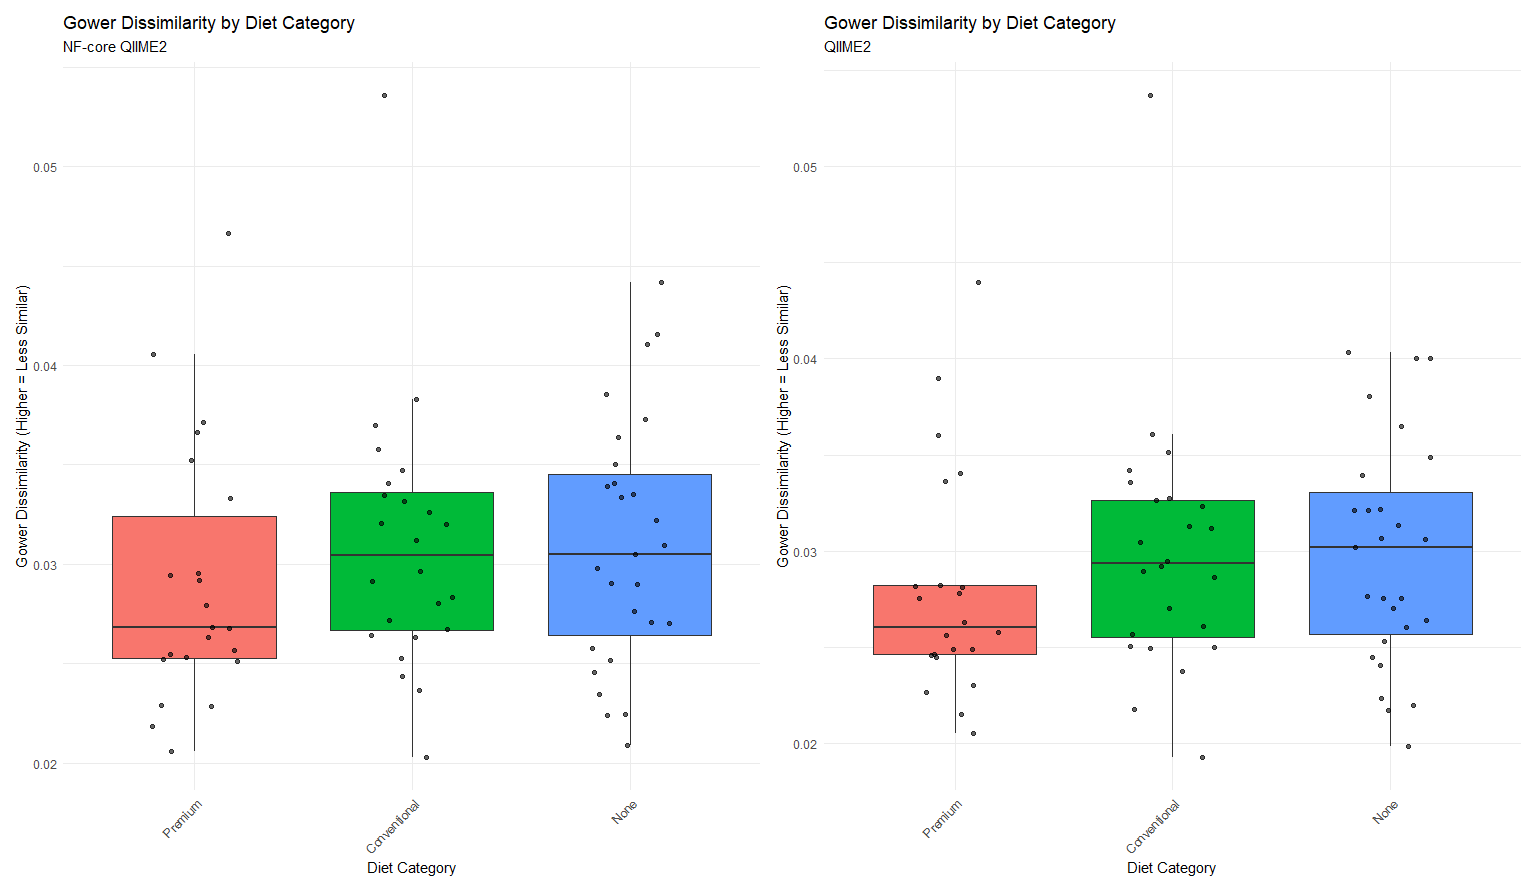 Gower Dissimilarity by Diet Category
NF-core QIIME2
Gower Dissimilarity (Higher = Less Similar)
0.05
0.04
0.03
0.02
Premium
Conventional
None
Diet Category
Gower Dissimilarity by Diet Category
QIIME2
Gower Dissimilarity (Higher = Less Similar)
0.05
0.04
0.03
0.02
Premium
Conventional
None
Diet Category